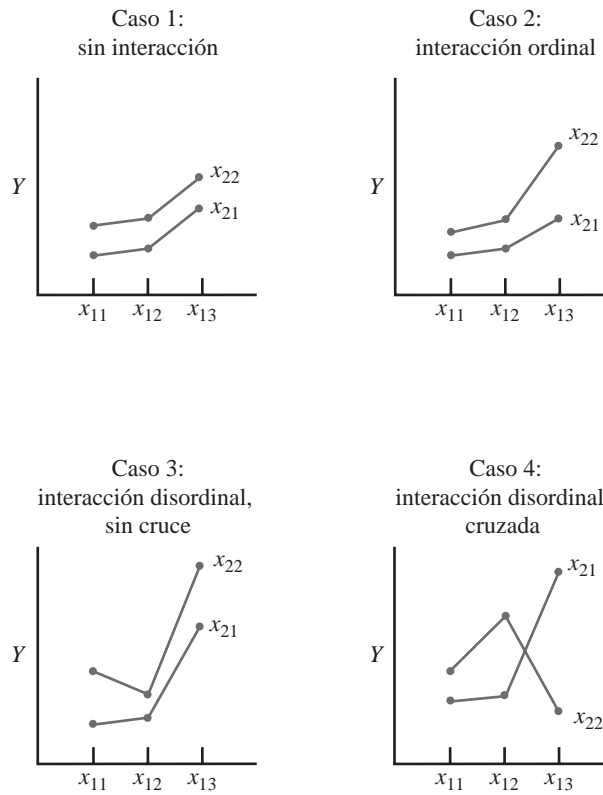 Caso 1:
sin interacción
Y
x22
x21
x11 x12 x13
Caso 2:
interacción ordinal
Y
x22
x21
x11 x12 x13
Caso 3:
interacción disordinal,
sin cruce
Y
x22
x21
x11 x12 x13
Caso 4:
interacción disordinal
cruzada
x21
Y
x22
x11 x12 x13